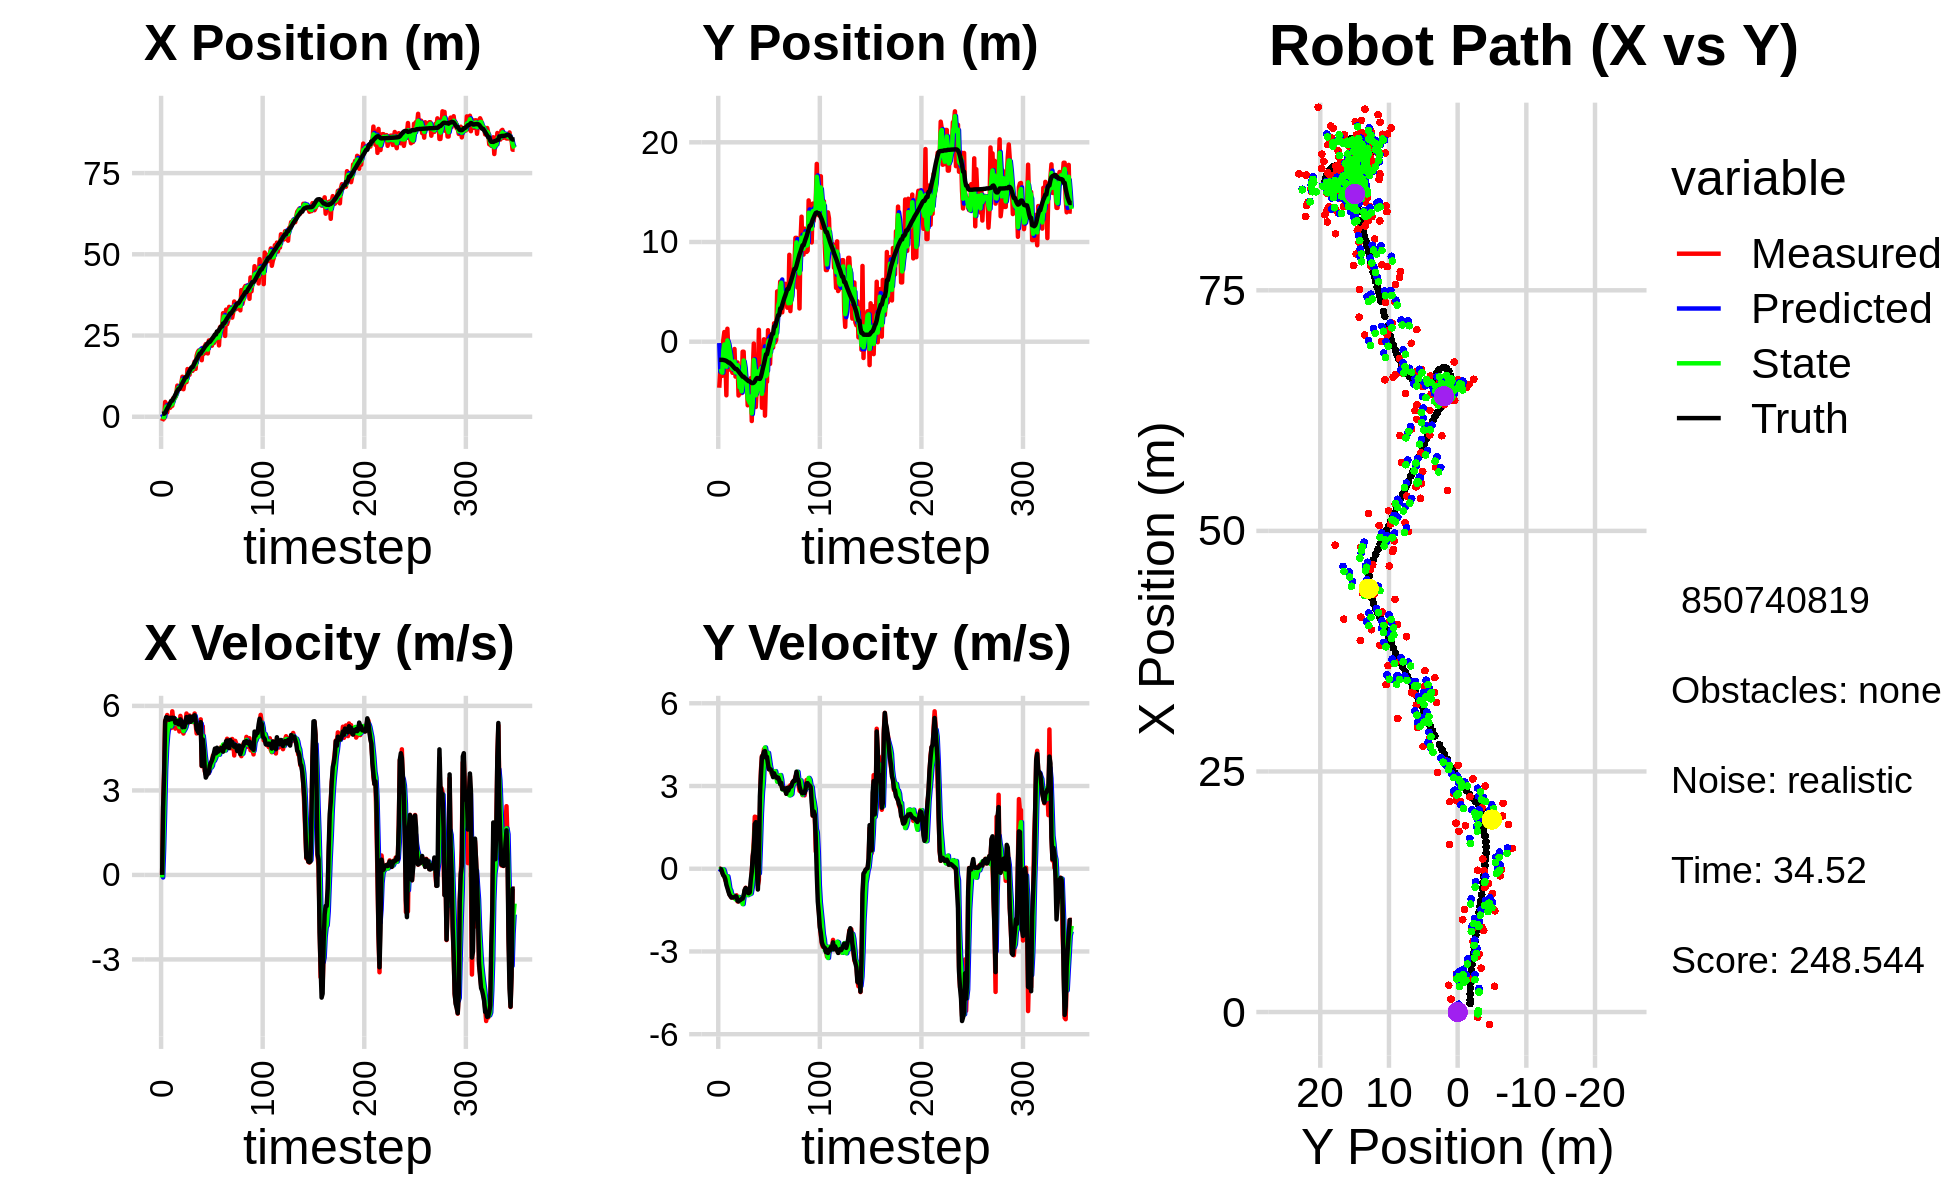 X Position (m)
75
50
25
0
0
100
200
300
timestep
Y Position (m)
20
10
0
0
100
200
300
timestep
X Velocity (m/s)
6
3
0
-3
0
100
200
300
timestep
Y Velocity (m/s)
6
3
0
-3
-6
0
100
200
300
timestep
Robot Path (X vs Y)
X Position (m)
75
50
25
0
20 10 0 -10 -20
Y Position (m)
variable
Measured
Predicted
State
Truth
850740819
Obstacles: none
Noise: realistic
Time: 34.52
Score: 248.544